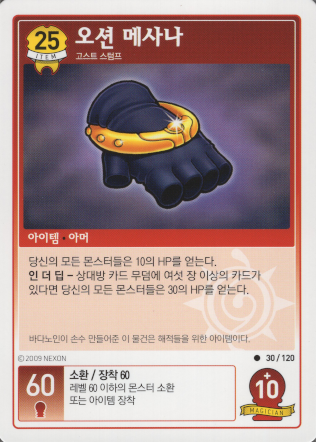 25
ITEM
오션 메사나
고스트 스텀프
아이템 · 아머
당신의 모든 몬스터들은 10의 HP를 얻는다.
인 더 딥 – 상대방 카드 무덤에 여섯 장 이상의 카드가
있다면 당신의 모든 몬스터들은 30의 HP를 얻는다.
바다노인이 손수 만들어준 이 물건은 해적들을 위한 아이템이다.
©2009 NEXON
● 30 / 120
60
소환 / 장착 60
레벨 60 이하의 몬스터 소환
또는 아이템 장착
+
10
MAGICIAN